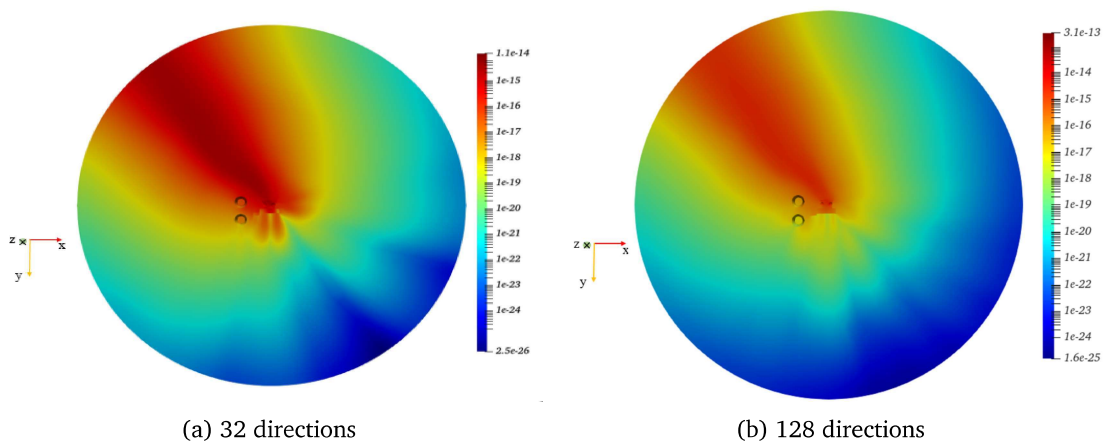 1.1e-14
1e-15
1e-16
1e-17
1e-18
1e-19
1e-20
1e-21
1e-22
1e-23
1e-24
2.5e-26
z
x
y
(a) 32 directions
3.1e-13
1e-14
1e-15
1e-16
1e-17
1e-18
1e-19
1e-20
1e-21
1e-22
1e-23
1e-24
1.6e-25
z
x
y
(b) 128 directions